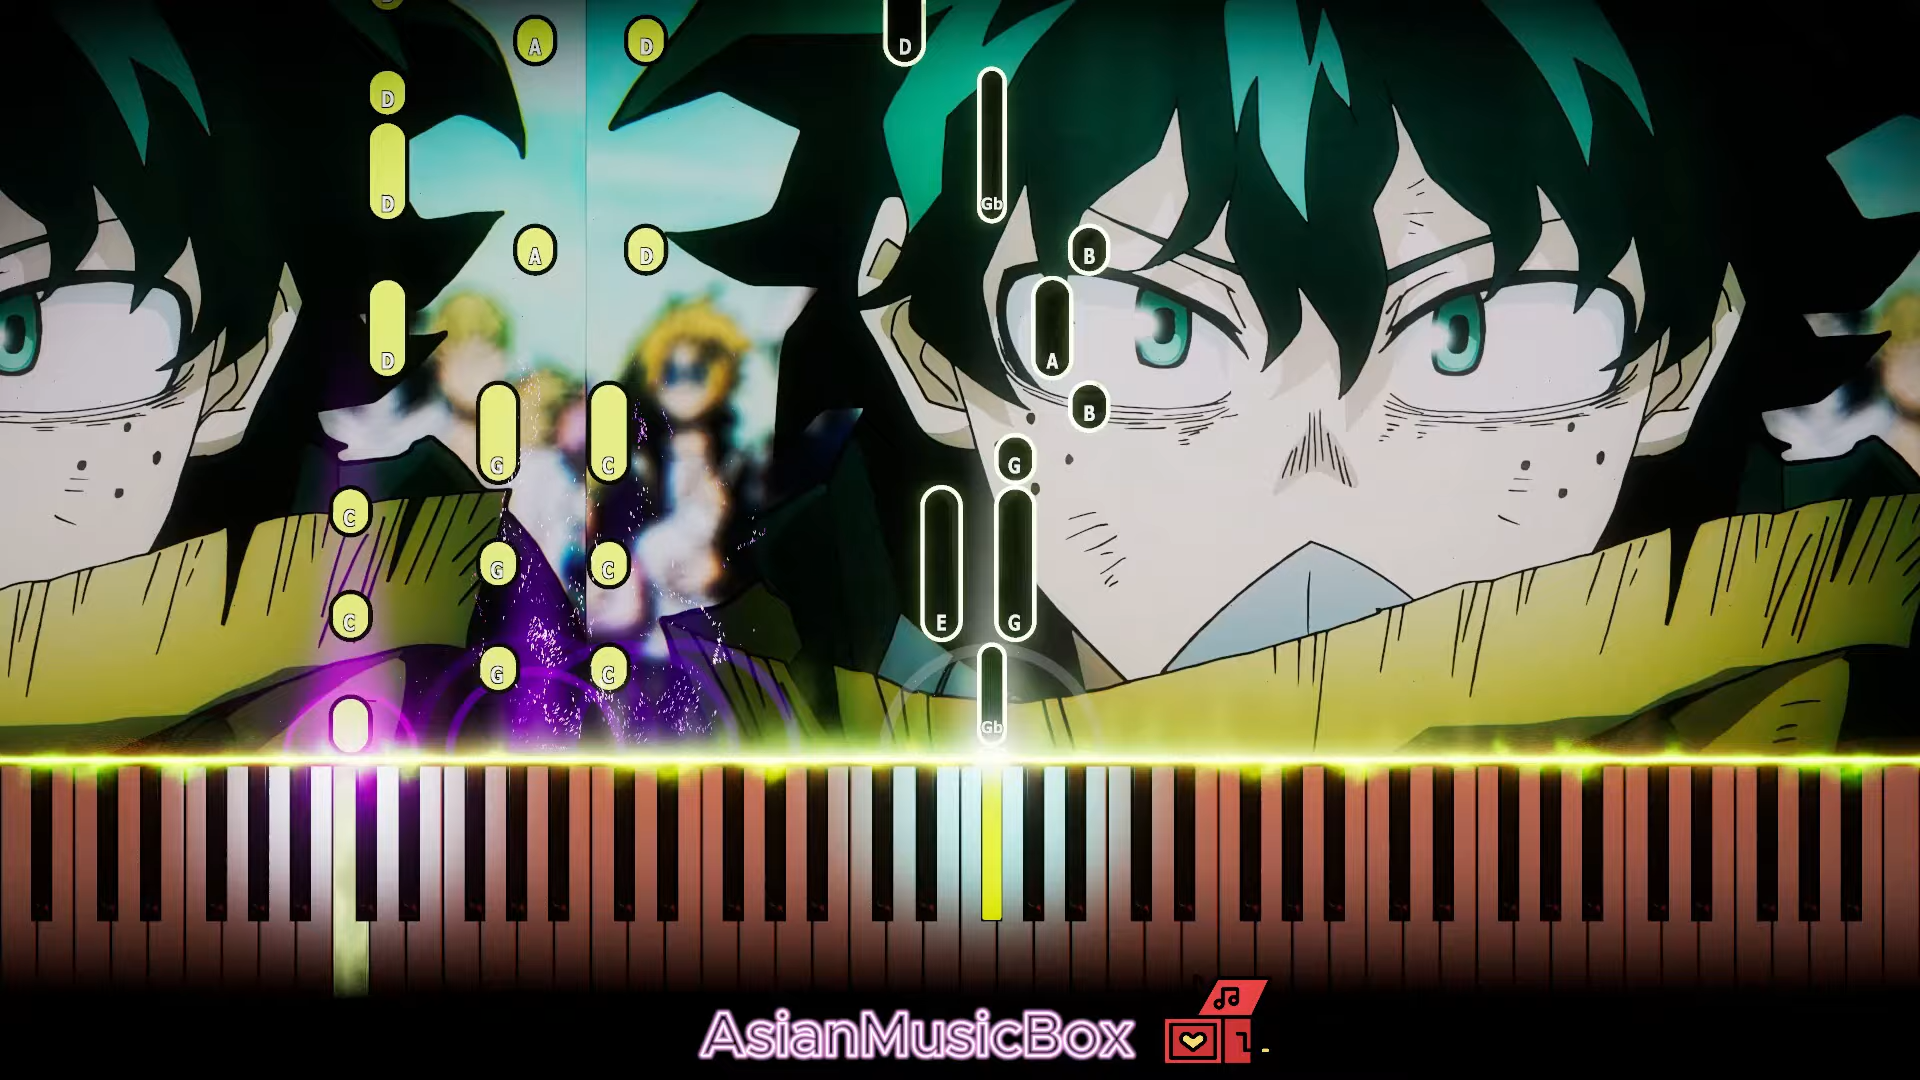 D
A D D
D
D Gb
A D B
D A
B
G C G
C
G C
C E G
G C
Gb
AsianMusicBox